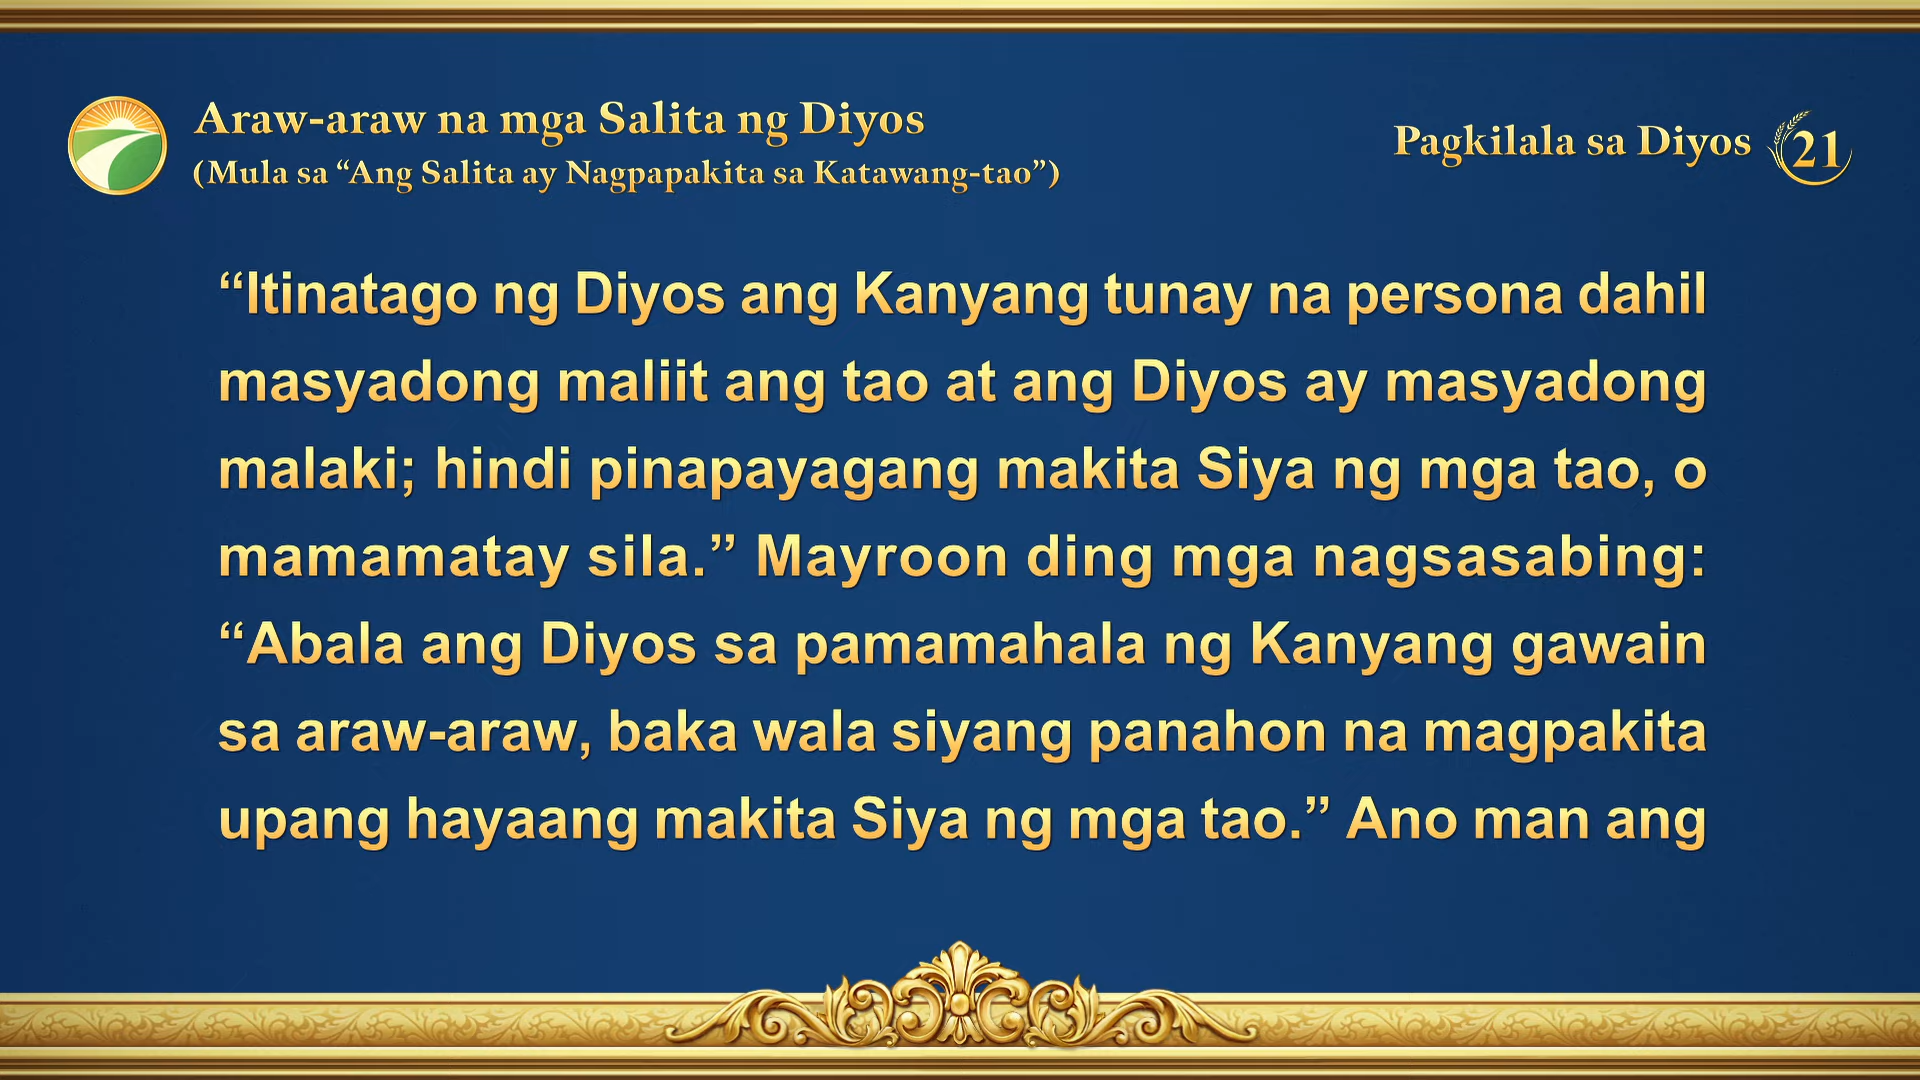 Araw-araw na mga Salita ng Diyos
(Mula sa “Ang Salita ay Nagpapakita sa Katawang-tao”)
Pagkilala sa Diyos 21
“Itinatago ng Diyos ang Kanyang tunay na persona dahil
masyadong maliit ang tao at ang Diyos ay masyadong
malaki; hindi pinapayagang makita Siya ng mga tao, o
mamamatay sila.” Mayroon ding mga nagsasabing:
“Abala ang Diyos sa pamamahala ng Kanyang gawain
sa araw-araw, baka wala siyang panahon na magpakita
upang hayaang makita Siya ng mga tao.” Ano man ang